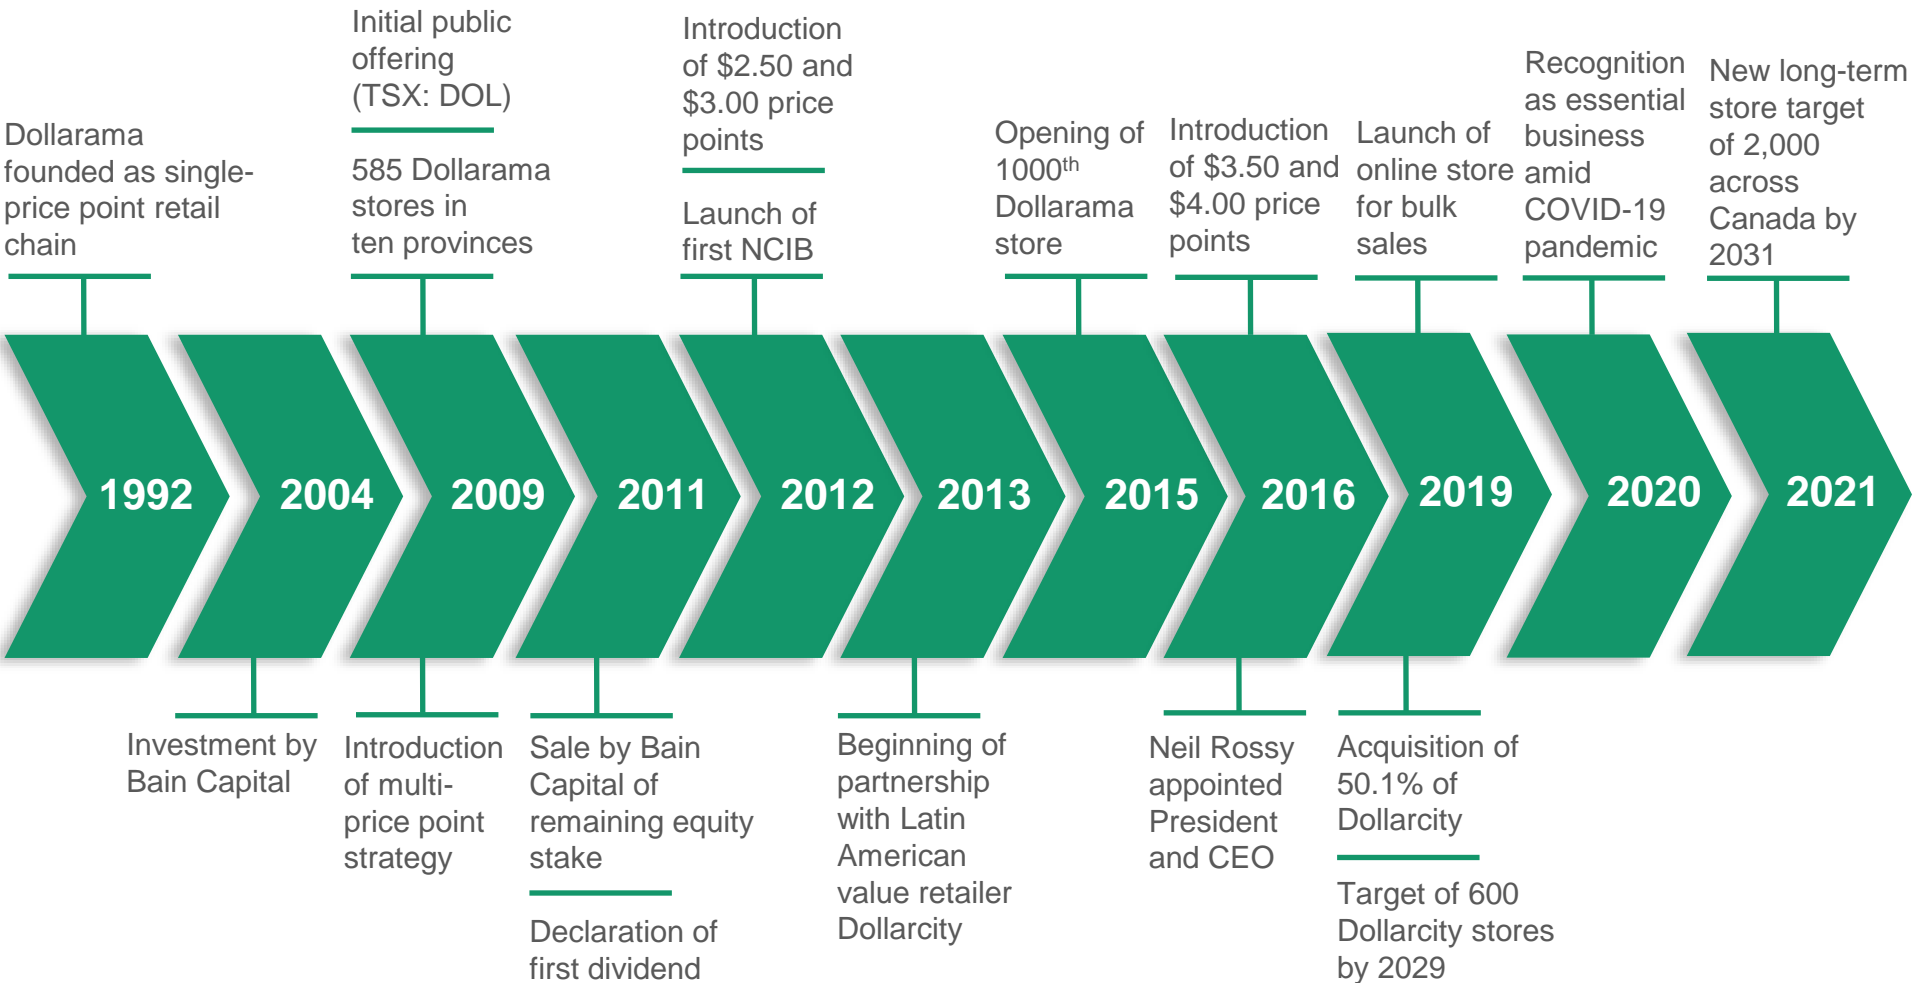 Dollarama
founded as single-
price point retail
chain
Initial public
offering
(TSX: DOL)
585 Dollarama
stores in
ten provinces
Introduction
of $2.50 and
$3.00 price
points
Launch of
first NCIB
Opening of
1000th
Dollarama
store
Introduction
of $3.50 and
$4.00 price
points
Launch of
online store
for bulk
sales
Recognition
as essential
business
amid
COVID-19
pandemic
New long-term
store target
of 2,000
across
Canada by
2031
1992
2004
2009
2011
2012
2013
2015
2016
2019
2020
2021
Investment by
Bain Capital
Introduction
of multi-
price point
strategy
Sale by Bain
Capital of
remaining equity
stake
Declaration of
first dividend
Beginning of
partnership
with Latin
American
value retailer
Dollarcity
Neil Rossy
appointed
President
and CEO
Acquisition of
50.1% of
Dollarcity
Target of 600
Dollarcity stores
by 2029